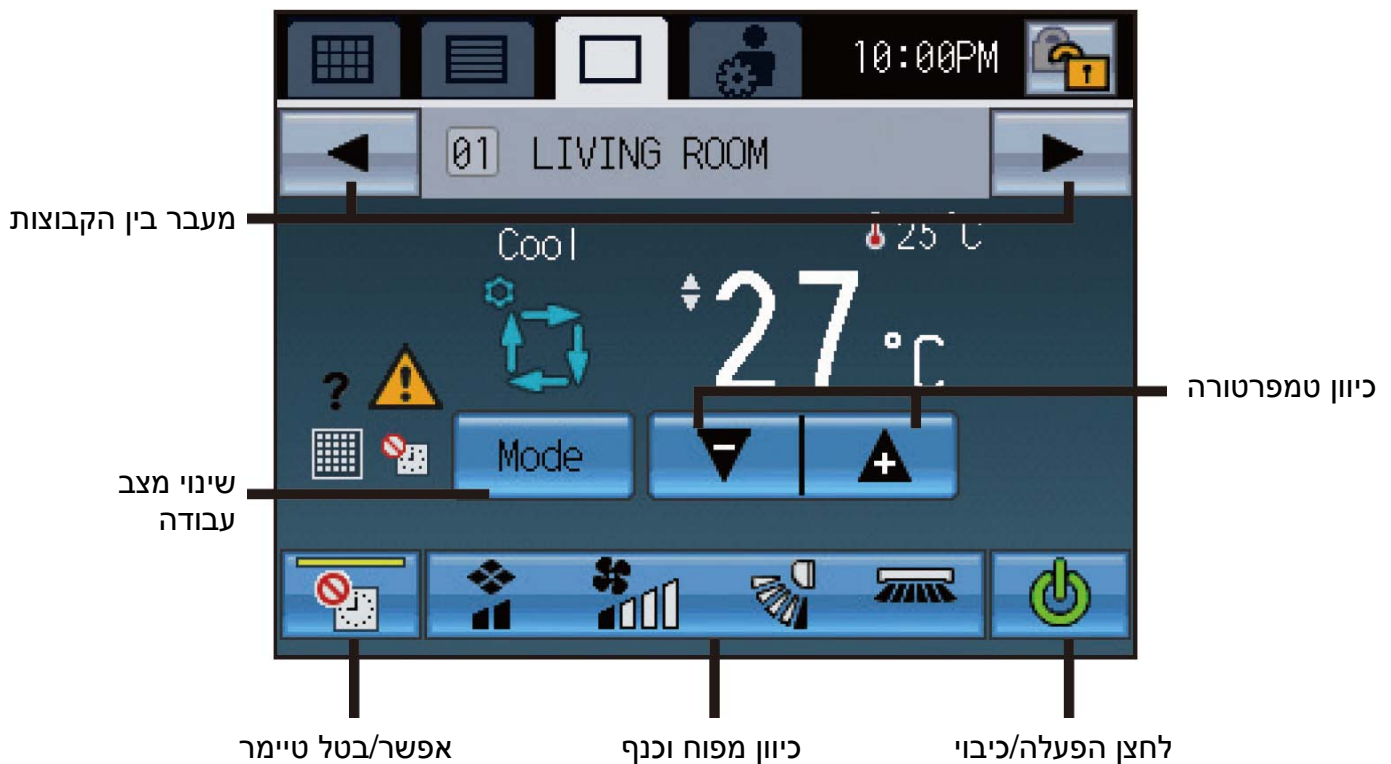 10:00PM
01 LIVING ROOM
מעבר בין הקבוצות
Cool
25°C
27°C
כיוון טמפרטורה
?
Mode
- +
שינוי מצב
עבודה
אפשר/בטל טיימר
כיוון מפוח וכנף
לחצן הפעלה/כיבוי